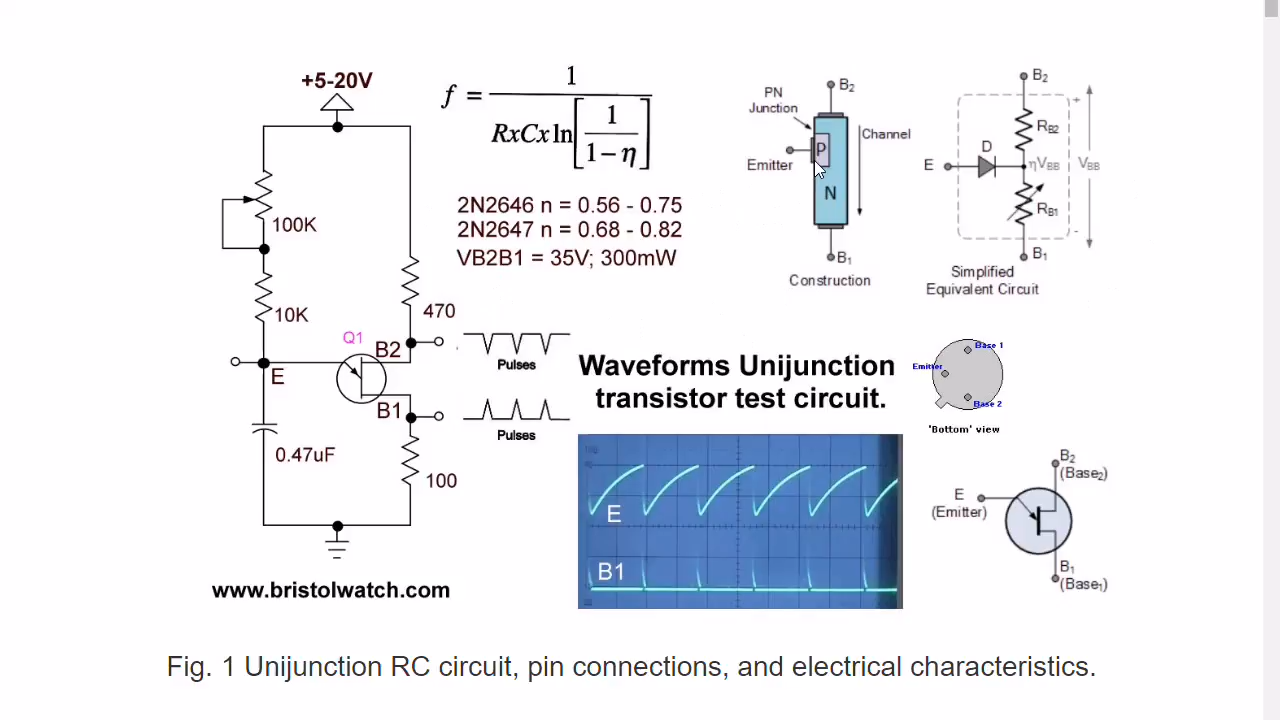 +5-20V
100K
10K
470
Q1
B2
E
B1
0.47uF
100
www.bristolwatch.com
f = 1
RxCxln[1
1−η]
2N2646 n = 0.56 - 0.75
2N2647 n = 0.68 - 0.82
VB2B1 = 35V; 300mW
Pulses
Pulses
Waveforms Unijunction
transistor test circuit.
E
B1
B2
PN
Junction
Channel
P
Emitter
N
B1
Construction
B2
+
RB2
D
E
ηVBB
VBB
RB1
-
B1
Simplified
Equivalent Circuit
Base 1
Emitter
Base 2
'Bottom' view
B2
(Base2)
E
(Emitter)
B1
(Base1)
Fig. 1 Unijunction RC circuit, pin connections, and electrical characteristics.